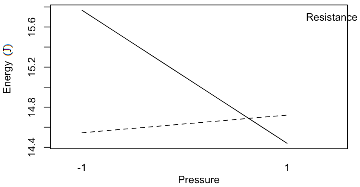 Resistance
Energy (J)
15.6
15.2
14.8
14.4
-1
1
Pressure